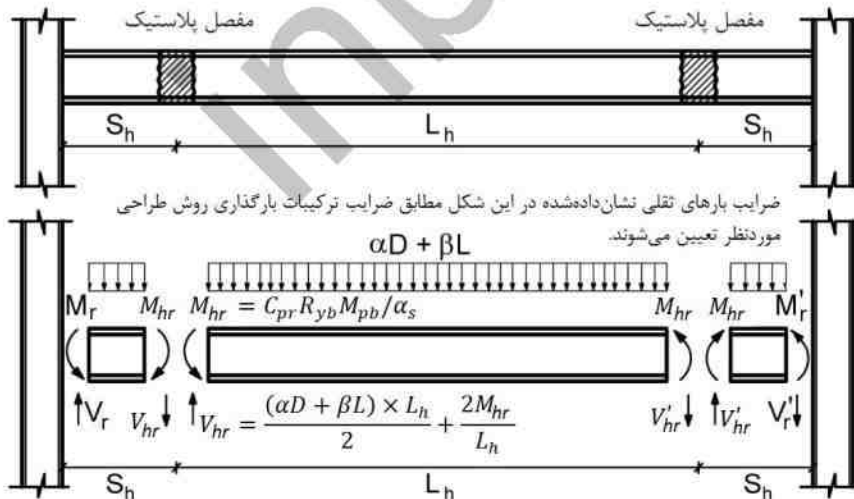 مفصل پلاستیک مفصل پلاستیک
S_h L_h S_h
ضرایب بارهای ثقلی نشان‌داده‌شده در این شکل مطابق ضرایب ترکیبات بارگذاری روش طراحی
موردنظر تعیین می‌شوند.
αD + βL
M_r M_hr M_hr = C_pr R_yb M_pb/α_s M_hr M_hr M'_r
V_r V_hr V_hr = (αD + βL) × L_h / 2 + 2M_hr / L_h V'_hr V'_hr V'_r
S_h L_h S_h